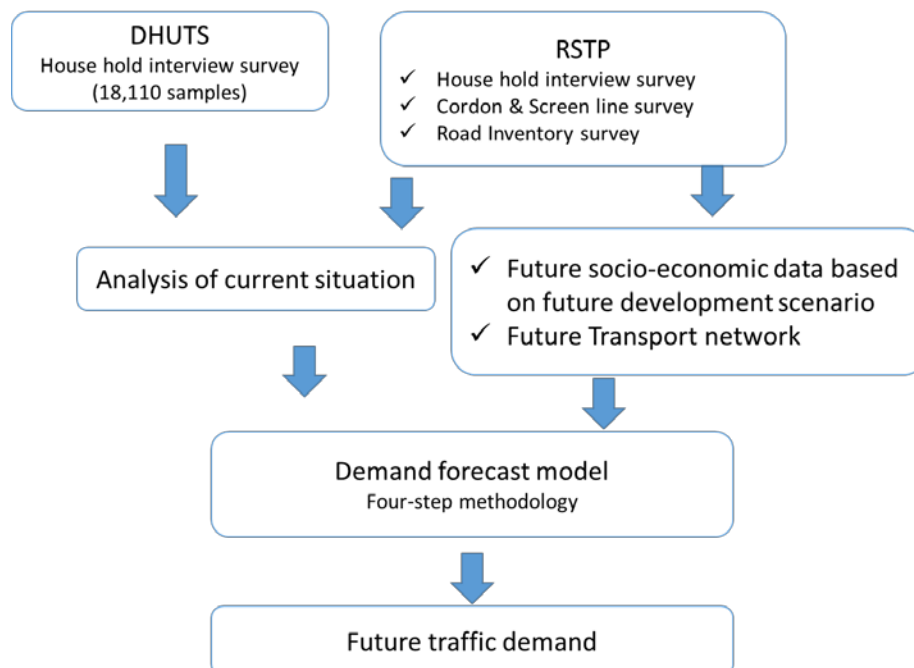 DHUTS
House hold interview survey
(18,110 samples)
RSTP
✓ House hold interview survey
✓ Cordon & Screen line survey
✓ Road Inventory survey
Analysis of current situation
✓ Future socio-economic data based
on future development scenario
✓ Future Transport network
Demand forecast model
Four-step methodology
Future traffic demand